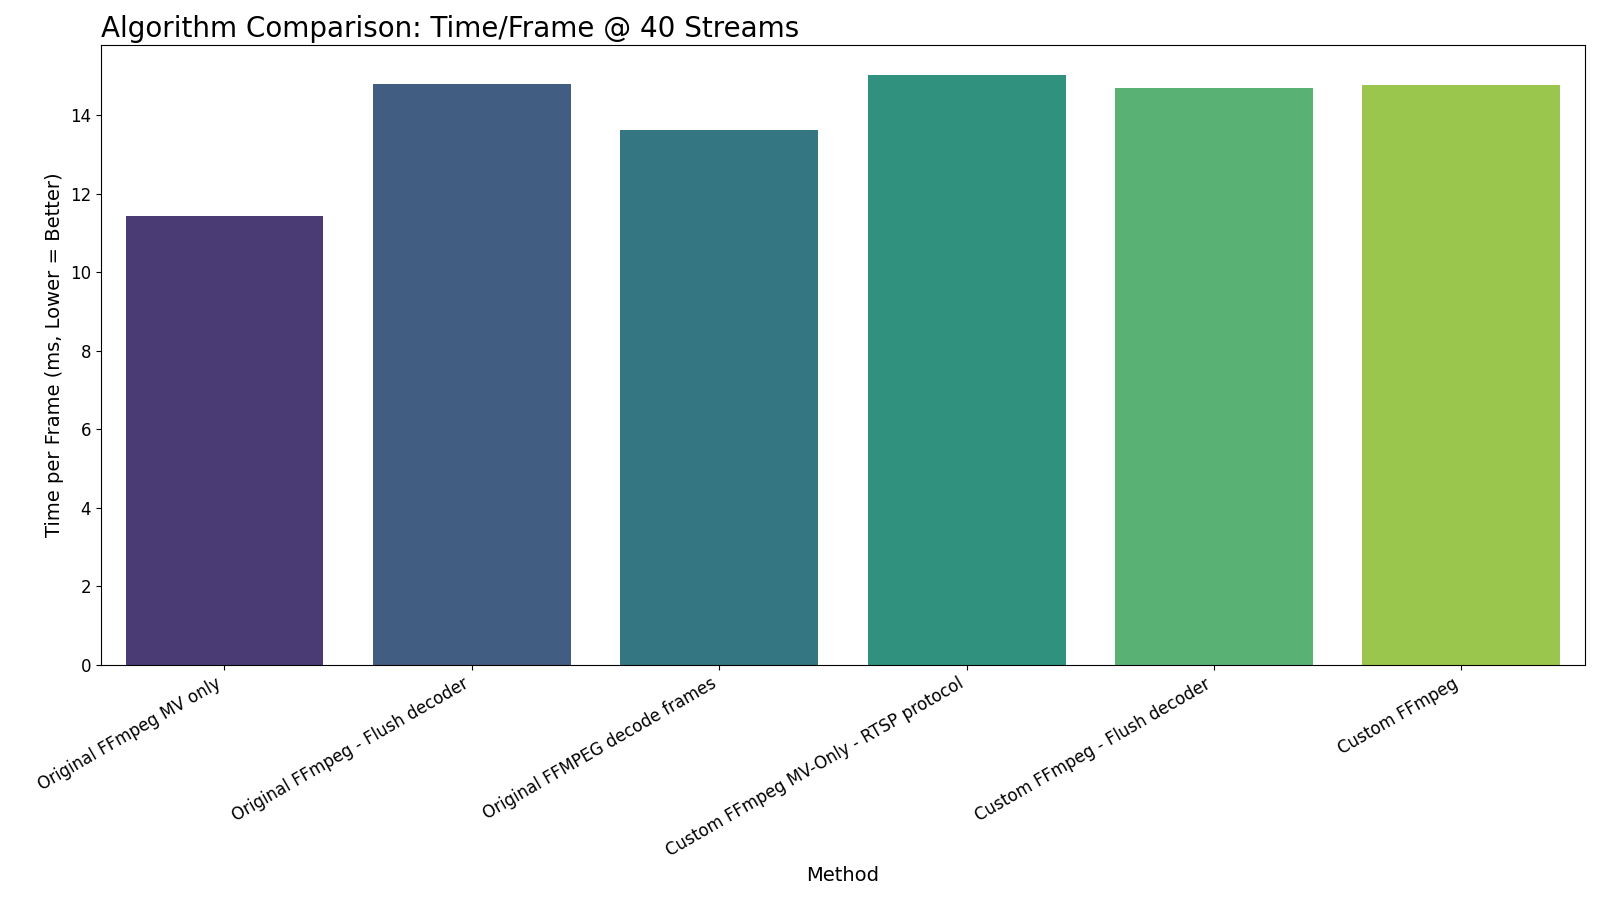 Algorithm Comparison: Time/Frame @ 40 Streams
Time per Frame (ms, Lower = Better)
14
12
10
8
6
4
2
0
Original FFmpeg MV only
Original FFmpeg - Flush decoder
Original FFMPEG decode frames
Custom FFmpeg MV-Only - RTSP protocol
Custom FFmpeg - Flush decoder
Custom FFmpeg
Method